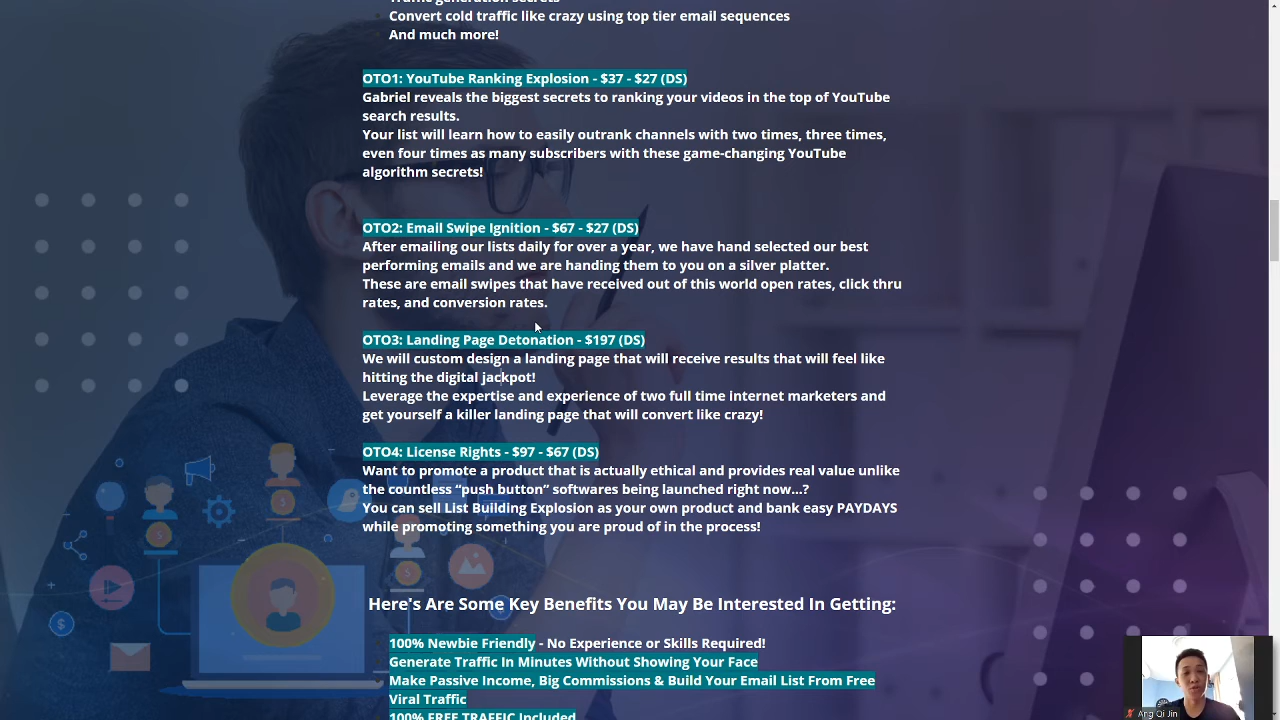 Traffic generation secrets
Convert cold traffic like crazy using top tier email sequences
And much more!
OTO1: YouTube Ranking Explosion - $37 - $27 (DS)
Gabriel reveals the biggest secrets to ranking your videos in the top of YouTube
search results.
Your list will learn how to easily outrank channels with two times, three times,
even four times as many subscribers with these game-changing YouTube
algorithm secrets!
OTO2: Email Swipe Ignition - $67 - $27 (DS)
After emailing our lists daily for over a year, we have hand selected our best
performing emails and we are handing them to you on a silver platter.
These are email swipes that have received out of this world open rates, click thru
rates, and conversion rates.
OTO3: Landing Page Detonation - $197 (DS)
We will custom design a landing page that will receive results that will feel like
hitting the digital jackpot!
Leverage the expertise and experience of two full time internet marketers and
get yourself a killer landing page that will convert like crazy!
OTO4: License Rights - $97 - $67 (DS)
Want to promote a product that is actually ethical and provides real value unlike
the countless “push button” softwares being launched right now...?
You can sell List Building Explosion as your own product and bank easy PAYDAYS
while promoting something you are proud of in the process!
Here's Are Some Key Benefits You May Be Interested In Getting:
100% Newbie Friendly - No Experience or Skills Required!
Generate Traffic In Minutes Without Showing Your Face
Make Passive Income, Big Commissions & Build Your Email List From Free
Viral Traffic
100% FREE TRAFFIC Included
Ang Qi Jin